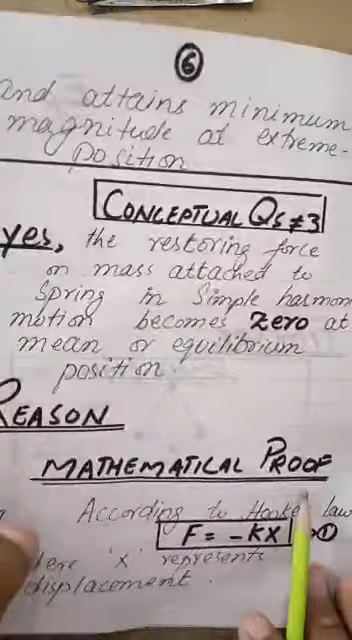 6
and attains minimum
magnitude at extreme-
position
CONCEPTUAL QS≠3
yes, the restoring force
on mass attached to
Spring in Simple harmon
motion becomes zero at
mean or equilibrium
position.
REASON
MATHEMATICAL PROOF
According to Hooke law
F = -KX ①
here 'x' represents
displacement.